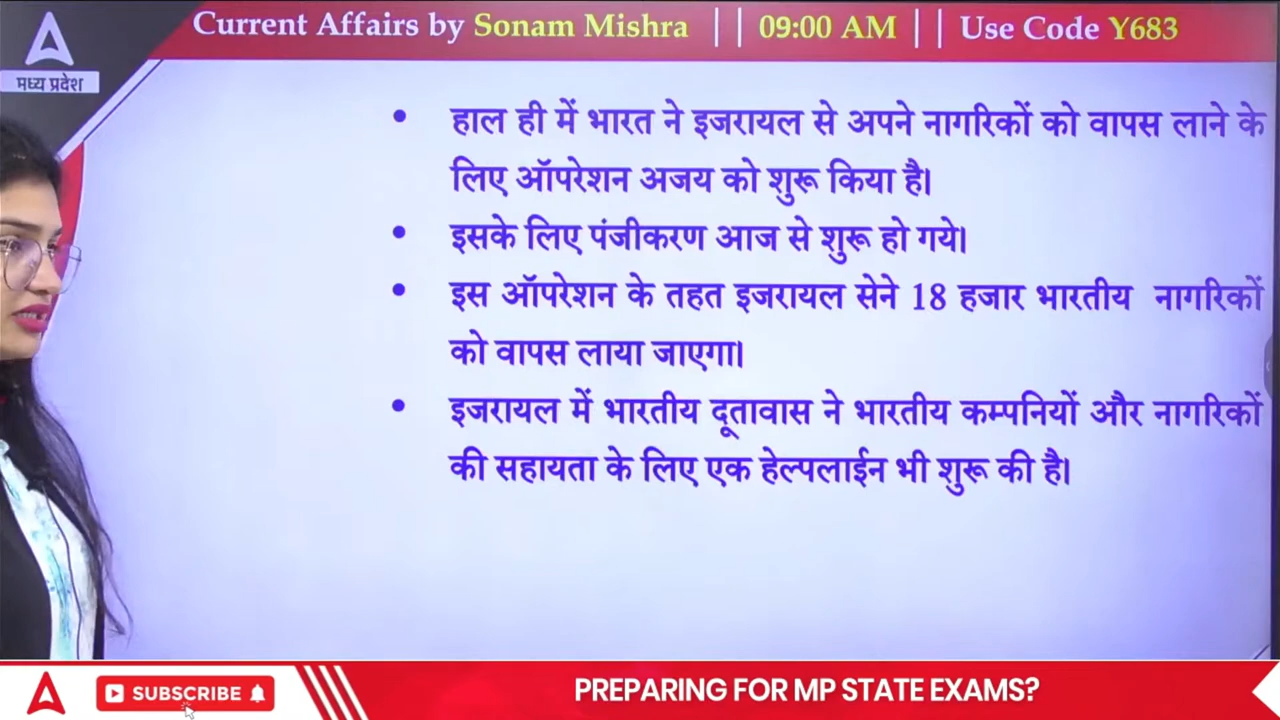 Current Affairs by Sonam Mishra || 09:00 AM || Use Code Y683
मध्य प्रदेश
• हाल ही में भारत ने इजरायल से अपने नागरिकों को वापस लाने के
लिए ऑपरेशन अजय को शुरू किया है।
• इसके लिए पंजीकरण आज से शुरू हो गये।
• इस ऑपरेशन के तहत इजरायल सेने 18 हजार भारतीय नागरिकों
को वापस लाया जाएगा।
• इजरायल में भारतीय दूतावास ने भारतीय कम्पनियों और नागरिकों
की सहायता के लिए एक हेल्पलाईन भी शुरू की है।
SUBSCRIBE
PREPARING FOR MP STATE EXAMS?